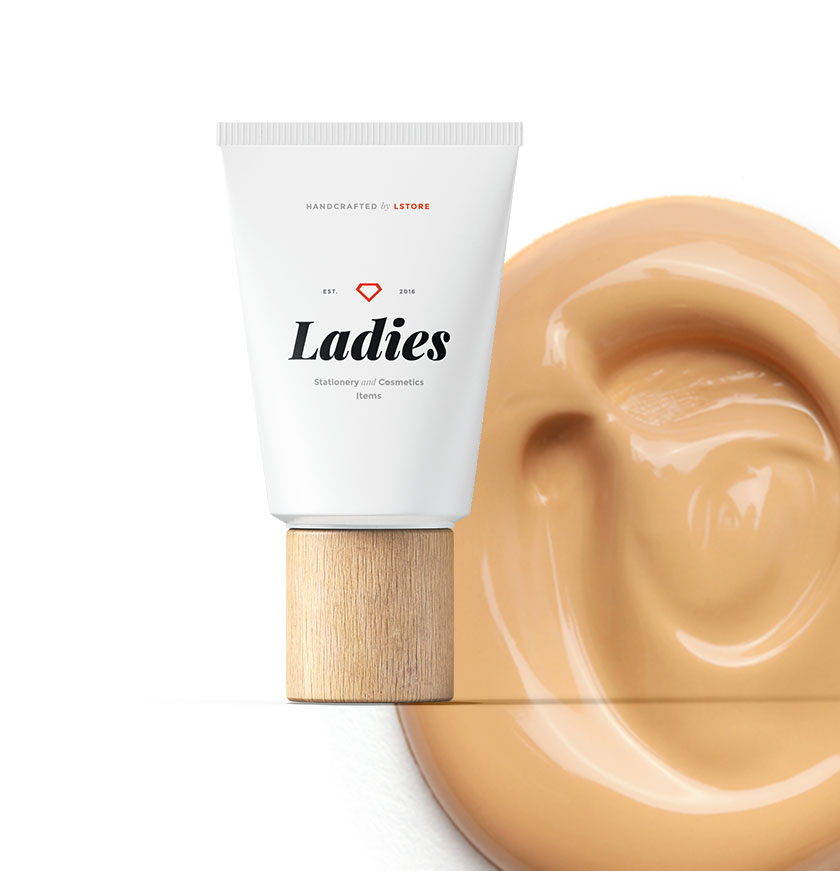 HANDCRAFTED by LSTORE
EST. 2016
Ladies
Stationery and Cosmetics
Items